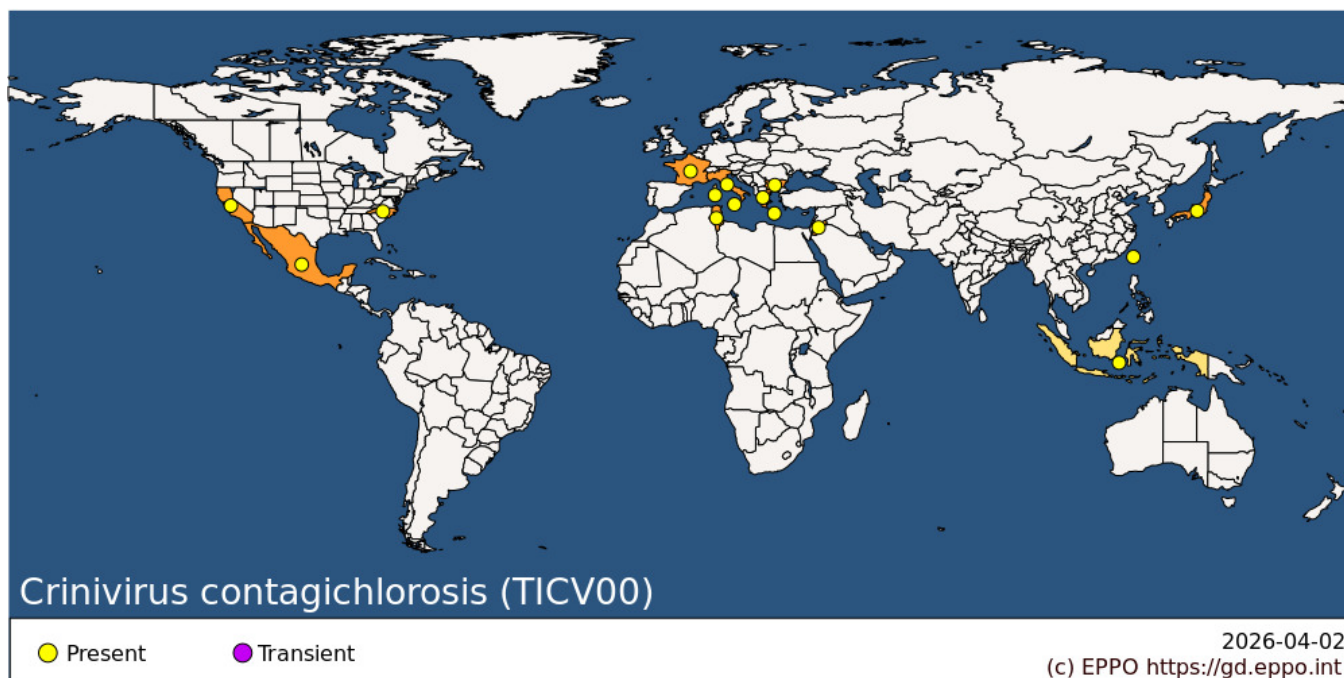 Crinivirus contagichlorosis (TICV00)
Present
Transient
2026-04-02
(c) EPPO https://gd.eppo.int